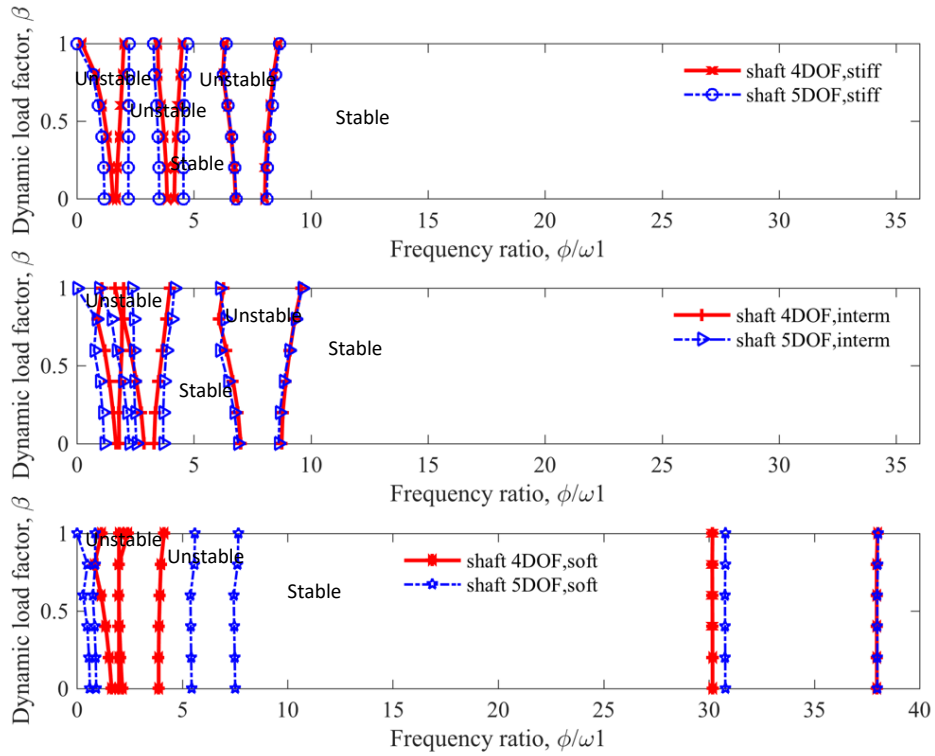 Dynamic load factor, β
1
0.5
0
Unstable
Unstable
Unstable
Stable
Stable
shaft 4DOF,stiff
shaft 5DOF,stiff
0 5 10 15 20 25 30 35
Frequency ratio, ϕ/ω1
Dynamic load factor, β
1
0.5
0
Unstable
Unstable
Stable
Stable
shaft 4DOF,interm
shaft 5DOF,interm
0 5 10 15 20 25 30 35
Frequency ratio, ϕ/ω1
Dynamic load factor, β
1
0.5
0
Unstable
Unstable
Stable
shaft 4DOF,soft
shaft 5DOF,soft
0 5 10 15 20 25 30 35 40
Frequency ratio, ϕ/ω1